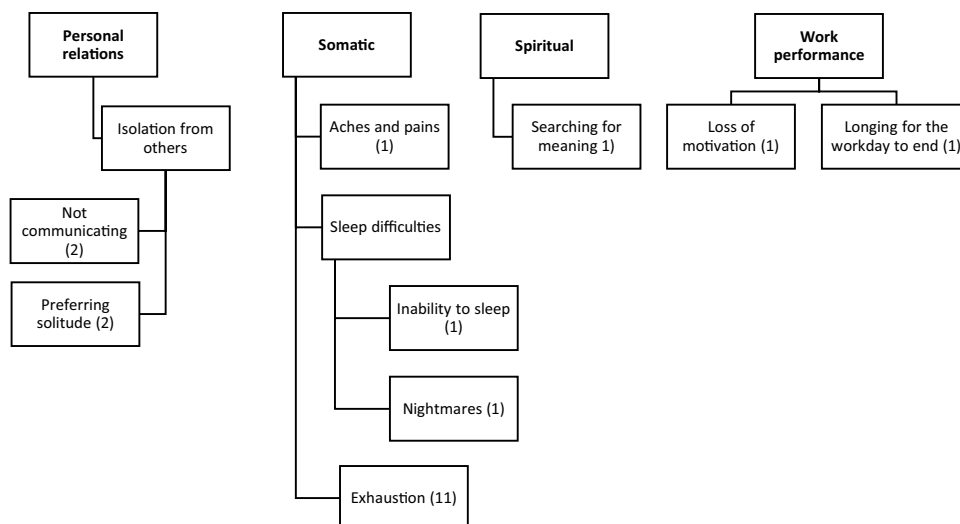 Personal
relations
Isolation from
others
Not
communicating
(2)
Preferring
solitude (2)
Somatic
Aches and pains
(1)
Sleep difficulties
Inability to sleep
(1)
Nightmares (1)
Exhaustion (11)
Spiritual
Searching for
meaning 1)
Work
performance
Loss of
motivation (1)
Longing for the
workday to end (1)